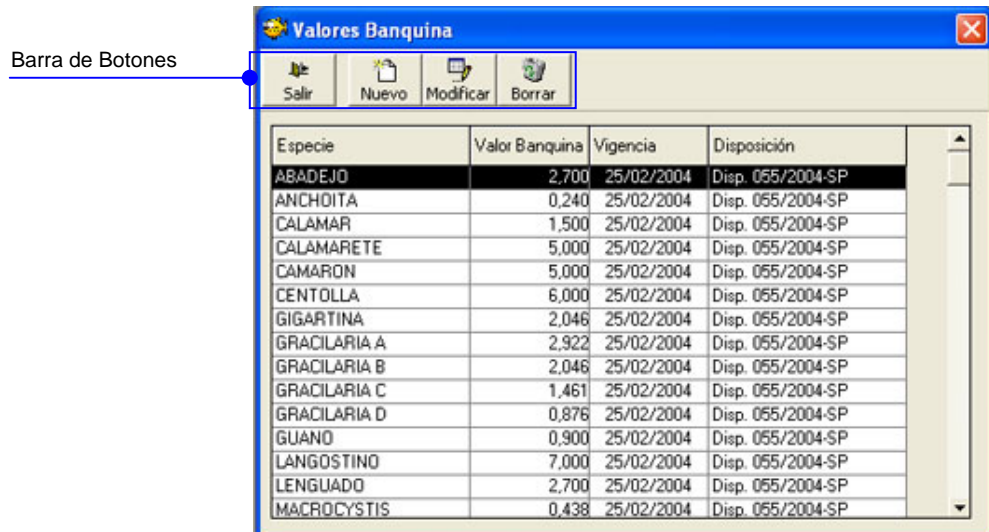 Valores Banquina
Barra de Botones
Salir Nuevo Modificar Borrar
Especie Valor Banquina Vigencia Disposición
ABADEJO 2,700 25/02/2004 Disp. 055/2004-SP
ANCHOITA 0,240 25/02/2004 Disp. 055/2004-SP
CALAMAR 1,500 25/02/2004 Disp. 055/2004-SP
CALAMARETE 5,000 25/02/2004 Disp. 055/2004-SP
CAMARON 5,000 25/02/2004 Disp. 055/2004-SP
CENTOLLA 6,000 25/02/2004 Disp. 055/2004-SP
GIGARTINA 2,046 25/02/2004 Disp. 055/2004-SP
GRACILARIA A 2,922 25/02/2004 Disp. 055/2004-SP
GRACILARIA B 2,046 25/02/2004 Disp. 055/2004-SP
GRACILARIA C 1,461 25/02/2004 Disp. 055/2004-SP
GRACILARIA D 0,876 25/02/2004 Disp. 055/2004-SP
GUANO 0,900 25/02/2004 Disp. 055/2004-SP
LANGOSTINO 7,000 25/02/2004 Disp. 055/2004-SP
LENGUADO 2,700 25/02/2004 Disp. 055/2004-SP
MACROCYSTIS 0,438 25/02/2004 Disp. 055/2004-SP